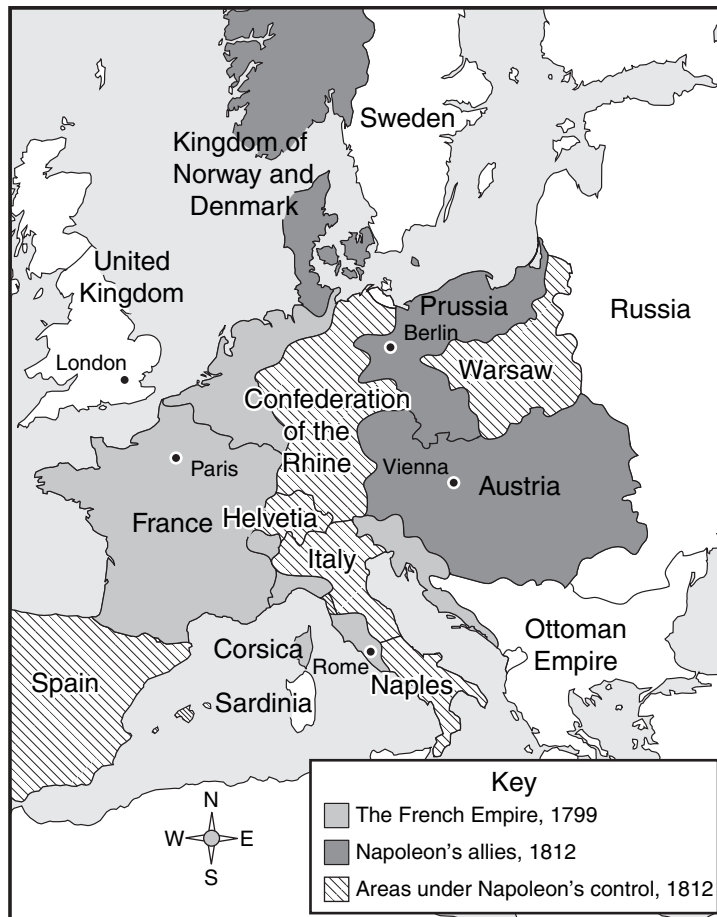 Sweden
Kingdom of
Norway and
Denmark
United
Kingdom
London
Prussia
Berlin
Russia
Warsaw
Confederation
of the
Rhine
Paris
Vienna
Austria
France
Helvetia
Italy
Ottoman
Empire
Corsica
Rome
Naples
Spain
Sardinia
N
W
E
S
Key
The French Empire, 1799
Napoleon's allies, 1812
Areas under Napoleon's control, 1812